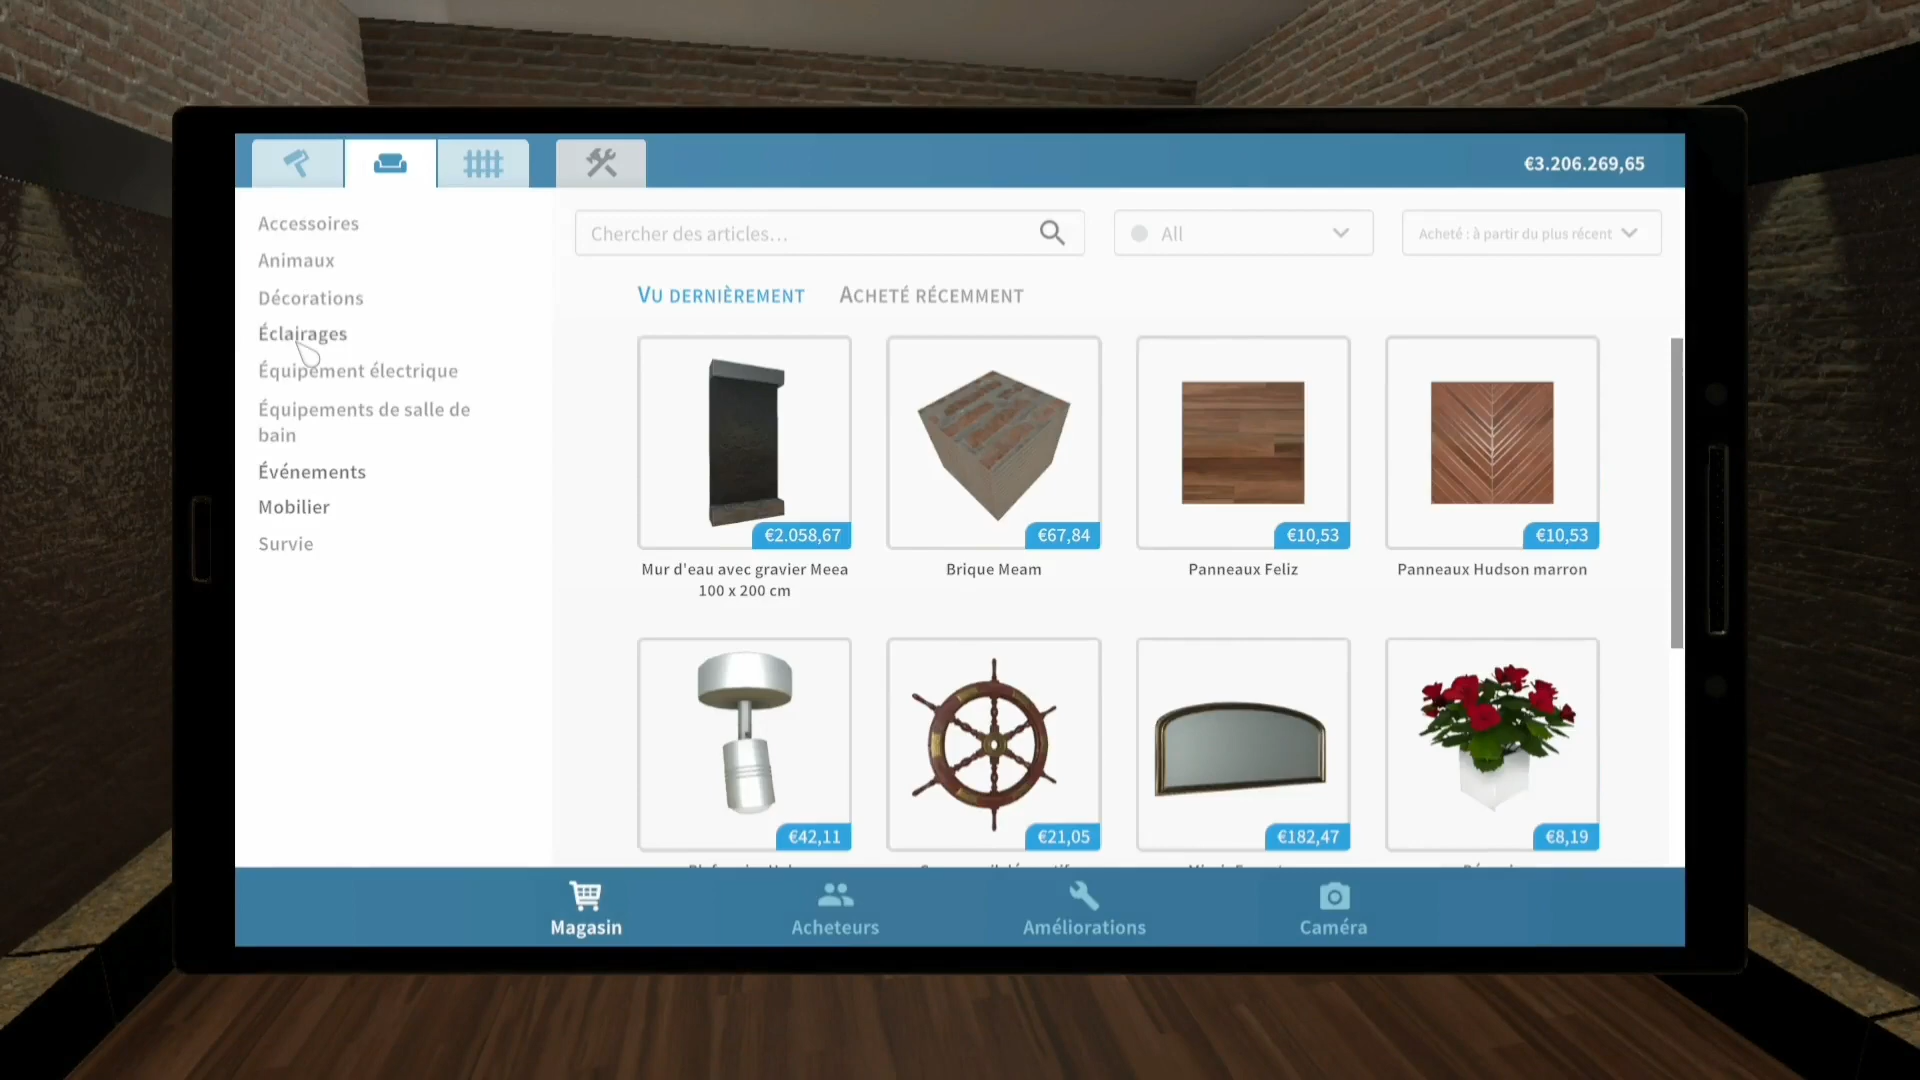 €3.206.269,65
Accessoires
Animaux
Décorations
Éclairages
Équipement électrique
Équipements de salle de
bain
Événements
Mobilier
Survie
Chercher des articles...
All
Acheté : à partir du plus récent
VU DERNIÈREMENT
ACHETÉ RÉCEMMENT
€2.058,67
€67,84
€10,53
€10,53
Mur d'eau avec gravier Meea
100 x 200 cm
Brique Meam
Panneaux Feliz
Panneaux Hudson marron
€42,11
€21,05
€182,47
€8,19
Magasin
Acheteurs
Améliorations
Caméra